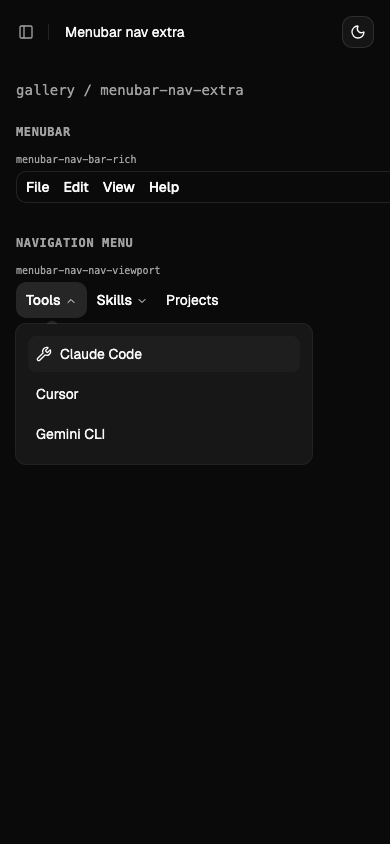 Menubar nav extra
gallery / menubar-nav-extra
MENUBAR
menubar-nav-bar-rich
File Edit View Help
NAVIGATION MENU
menubar-nav-nav-viewport
Tools Skills Projects
Claude Code
Cursor
Gemini CLI